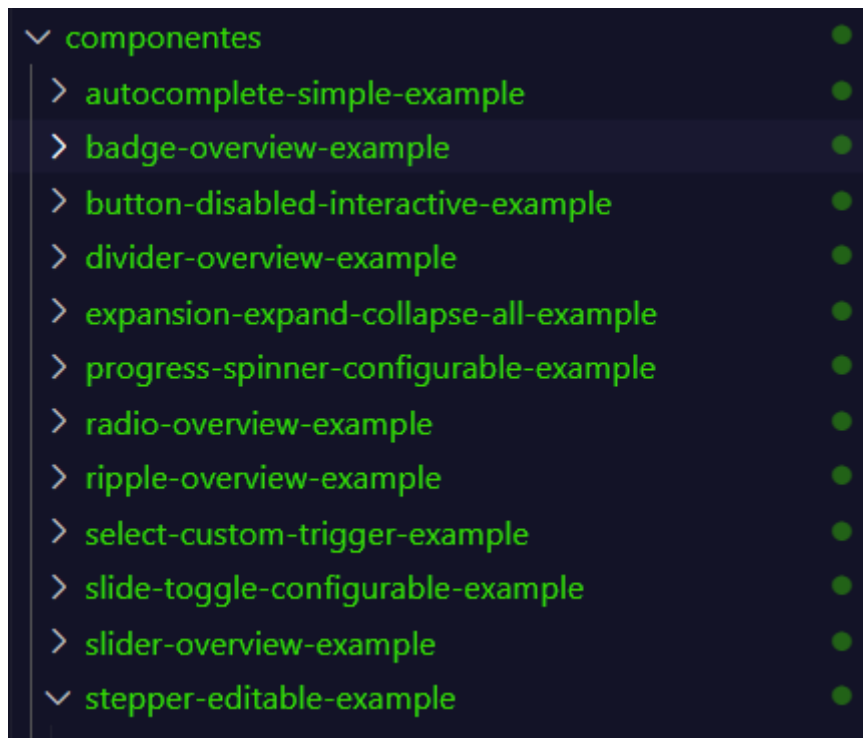 componentes
autocomplete-simple-example
badge-overview-example
button-disabled-interactive-example
divider-overview-example
expansion-expand-collapse-all-example
progress-spinner-configurable-example
radio-overview-example
ripple-overview-example
select-custom-trigger-example
slide-toggle-configurable-example
slider-overview-example
stepper-editable-example